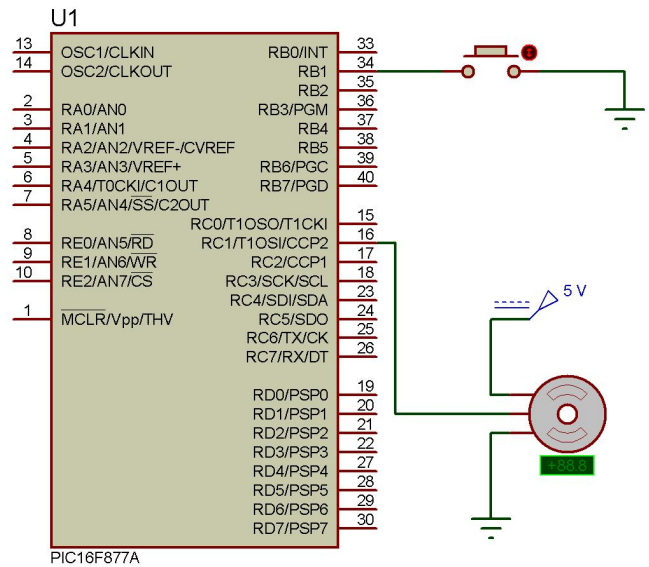 U1
13 OSC1/CLKIN RB0/INT 33
14 OSC2/CLKOUT RB1 34
RB2 35
2 RA0/AN0 RB3/PGM 36
3 RA1/AN1 RB4 37
4 RA2/AN2/VREF-/CVREF RB5 38
5 RA3/AN3/VREF+ RB6/PGC 39
6 RA4/T0CKI/C1OUT RB7/PGD 40
7 RA5/AN4/SS/C2OUT
RC0/T1OSO/T1CKI 15
8 RE0/AN5/RD RC1/T1OSI/CCP2 16
9 RE1/AN6/WR RC2/CCP1 17
10 RE2/AN7/CS RC3/SCK/SCL 18
RC4/SDI/SDA 23
1 MCLR/Vpp/THV RC5/SDO 24
RC6/TX/CK 25
RC7/RX/DT 26
5 V
RD0/PSP0 19
RD1/PSP1 20
RD2/PSP2 21
RD3/PSP3 22
RD4/PSP4 27
RD5/PSP5 28
RD6/PSP6 29
RD7/PSP7 30
+88.8
PIC16F877A